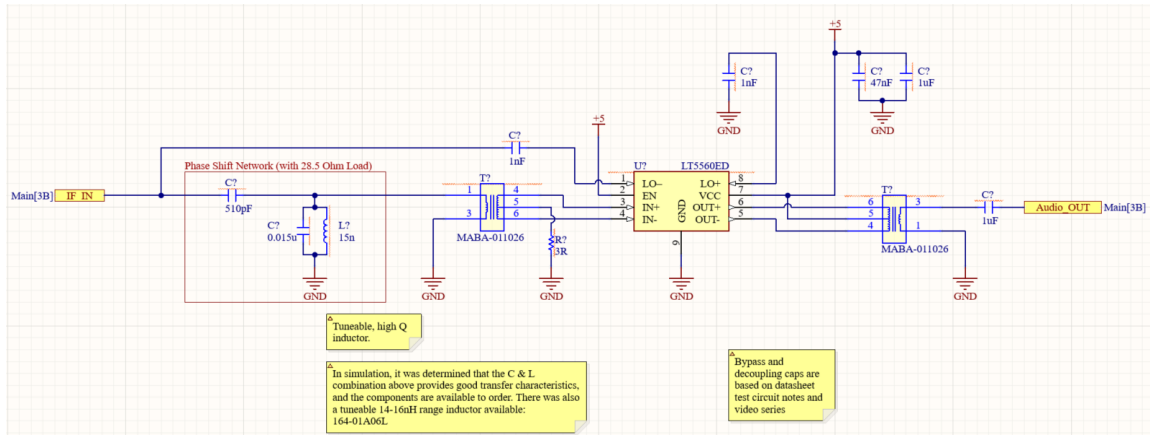 +5
C?
1nF
C?
47nF
C?
1uF
GND
GND
+5
C?
1nF
U?
LT5560ED
Phase Shift Network (with 28.5 Ohm Load)
Main[3B]
IF_IN
C?
510pF
C?
0.015u
L?
15n
GND
T?
1
3
4
5
6
MABA-011026
GND
R?
3R
GND
1
2
3
4
LO-
EN
IN+
IN-
GND
9
LO+
VCC
OUT+
OUT-
8
7
6
5
GND
T?
6
5
4
3
1
MABA-011026
C?
1uF
Audio_OUT
Main[3B]
GND
Tuneable, high Q
inductor.
In simulation, it was determined that the C & L
combination above provides good transfer characteristics,
and the components are available to order. There was also
a tuneable 14-16nH range inductor available:
164-01A06L
Bypass and
decoupling caps are
based on datasheet
test circuit notes and
video series